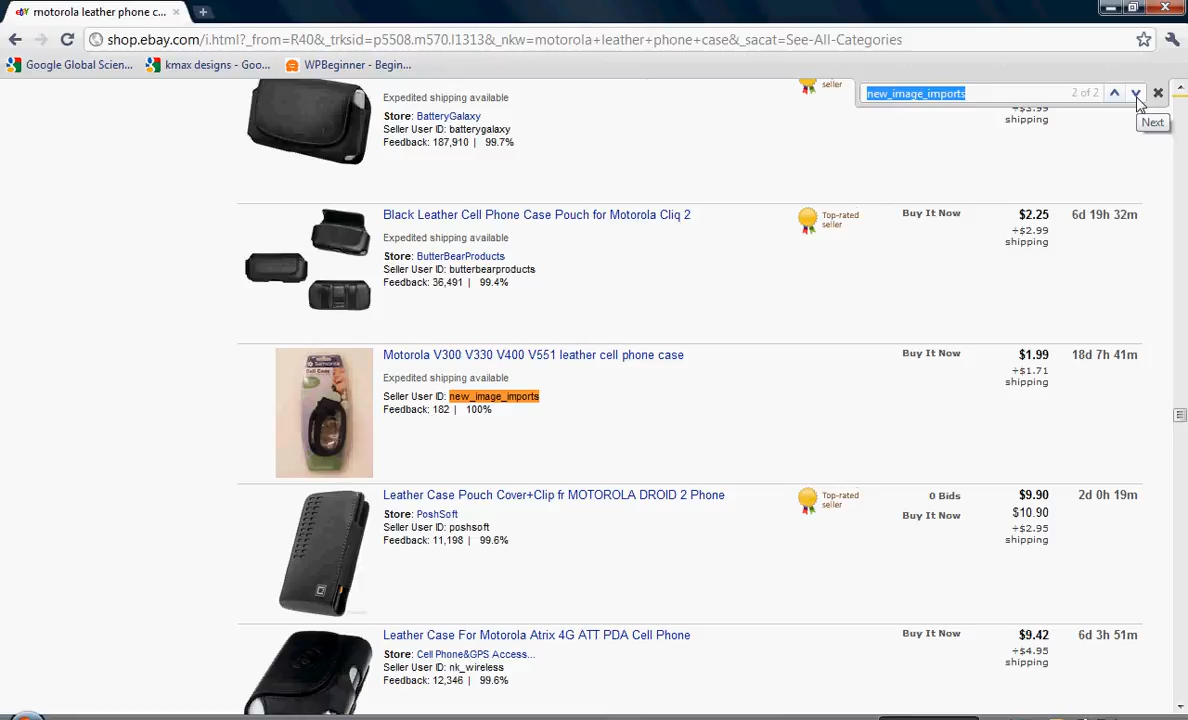 motorola leather phone c...
shop.ebay.com/i.html?_from=R40&_trksid=p5508.m570.l1313&_nkw=motorola+leather+phone+case&_sacat=See-All-Categories
Google Global Scien...
kmax designs - Goo...
WPBeginner - Begin...
new_image_imports
2 of 2
Next
Expedited shipping available
seller
+$3.99
shipping
Store: BatteryGalaxy
Seller User ID: batterygalaxy
Feedback: 187,910 | 99.7%
Black Leather Cell Phone Case Pouch for Motorola Cliq 2
Top-rated
seller
Buy It Now
$2.25
6d 19h 32m
Expedited shipping available
+$2.99
shipping
Store: ButterBearProducts
Seller User ID: butterbearproducts
Feedback: 36,491 | 99.4%
Motorola V300 V330 V400 V551 leather cell phone case
Buy It Now
$1.99
18d 7h 41m
Expedited shipping available
+$1.71
shipping
Seller User ID: new_image_imports
Feedback: 182 | 100%
Leather Case Pouch Cover+Clip fr MOTOROLA DROID 2 Phone
Top-rated
seller
0 Bids
$9.90
2d 0h 19m
Store: PoshSoft
Buy It Now
$10.90
Seller User ID: poshsoft
+$2.95
shipping
Feedback: 11,198 | 99.6%
Leather Case For Motorola Atrix 4G ATT PDA Cell Phone
Buy It Now
$9.42
6d 3h 51m
Store: Cell Phone&GPS Access...
+$4.95
shipping
Seller User ID: nk_wireless
Feedback: 12,346 | 99.6%